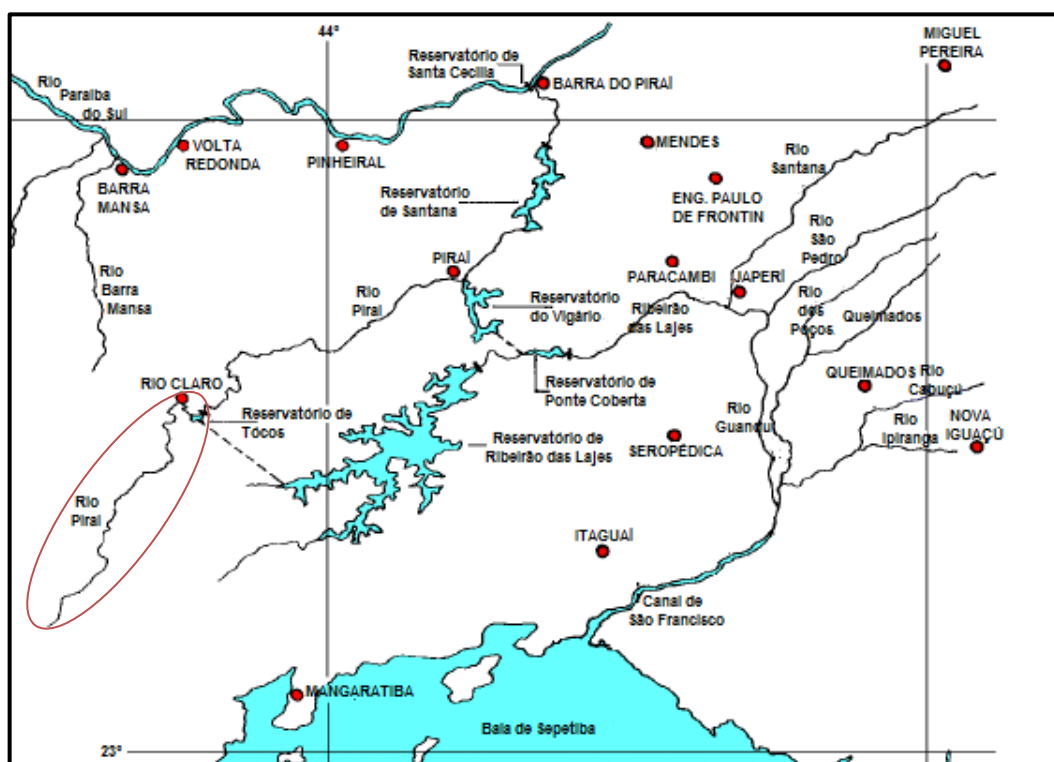 44°
MIGUEL
PEREIRA
Reservatório de
Santa Cecília
BARRA DO PIRAÍ
Rio
Paraíba
do Sul
VOLTA
REDONDA
PINHEIRAL
MENDES
BARRA
MANSA
Rio
Santana
Reservatório
de Santana
ENG. PAULO
DE FRONTIN
Rio
São
Pedro
PIRAÍ
PARACAMBI
JAPERÍ
Rio
Barra
Mansa
Rio
Piraí
Reservatório
do Vigário
Ribeirão
das Lajes
Rio
dos
Poços
Queimados
RIO CLARO
Reservatório de
Ponte Coberta
QUEIMADOS
Rio
Cabuçú
Reservatório de
Tócos
Reservatório de
Ribeirão das Lajes
Rio
Guandu
SEROPÉDICA
Rio
Ipiranga
NOVA
IGUAÇÚ
Rio
Piraí
ITAGUAÍ
Canal de
São Francisco
MANGARATIBA
Baía de Sepetiba
23°